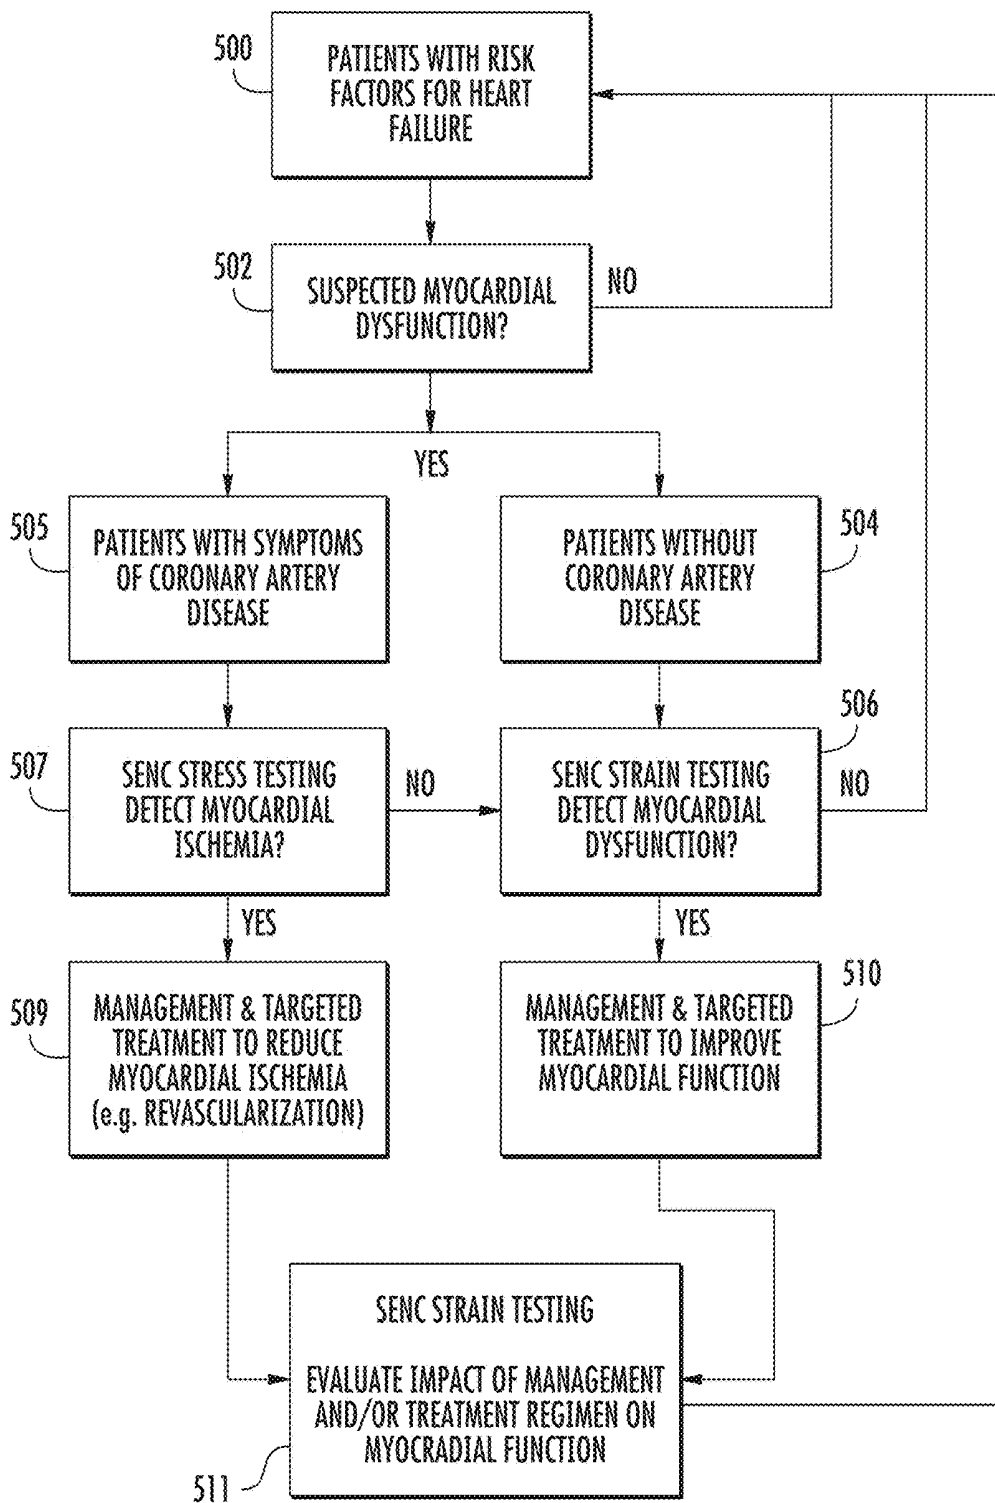 500
PATIENTS WITH RISK
FACTORS FOR HEART
FAILURE
502
SUSPECTED MYOCARDIAL
DYSFUNCTION?
NO
YES
505
PATIENTS WITH SYMPTOMS
OF CORONARY ARTERY
DISEASE
PATIENTS WITHOUT
CORONARY ARTERY
DISEASE
504
507
SENC STRESS TESTING
DETECT MYOCARDIAL
ISCHEMIA?
NO
SENC STRAIN TESTING
DETECT MYOCARDIAL
DYSFUNCTION?
506
NO
YES
YES
509
MANAGEMENT & TARGETED
TREATMENT TO REDUCE
MYOCARDIAL ISCHEMIA
(e.g. REVASCULARIZATION)
MANAGEMENT & TARGETED
TREATMENT TO IMPROVE
MYOCARDIAL FUNCTION
510
SENC STRAIN TESTING
EVALUATE IMPACT OF MANAGEMENT
AND/OR TREATMENT REGIMEN ON
MYOCRADIAL FUNCTION
511